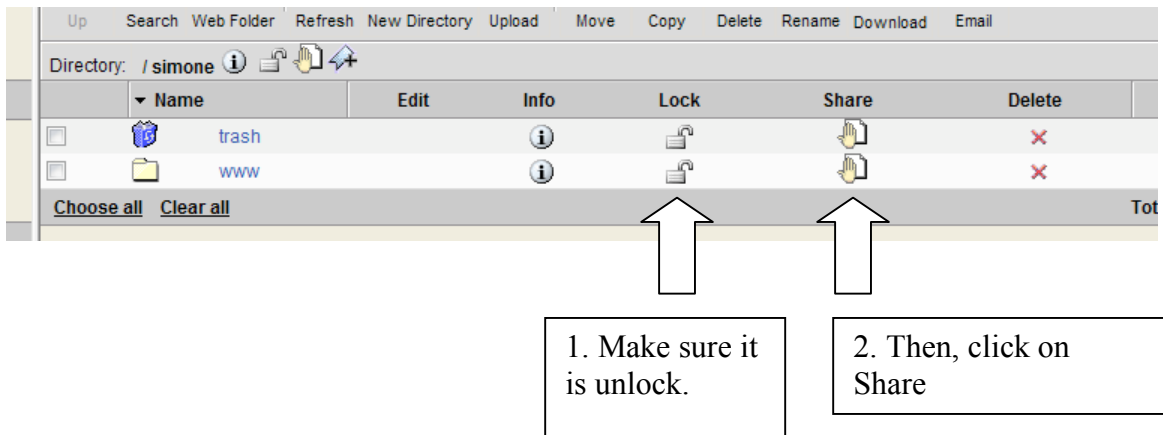 Up Search Web Folder Refresh New Directory Upload Move Copy Delete Rename Download Email
Directory: / simone
Name Edit Info Lock Share Delete
trash
www
Choose all Clear all Tot
1. Make sure it
is unlock.
2. Then, click on
Share